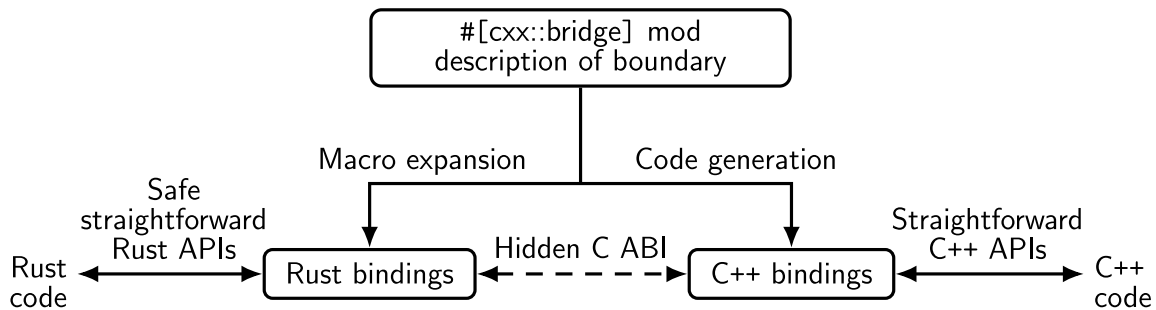 #[cxx::bridge] mod
description of boundary
Macro expansion
Code generation
Safe
straightforward
Rust APIs
Straightforward
C++ APIs
Rust
code
Rust bindings
Hidden C ABI
C++ bindings
C++
code